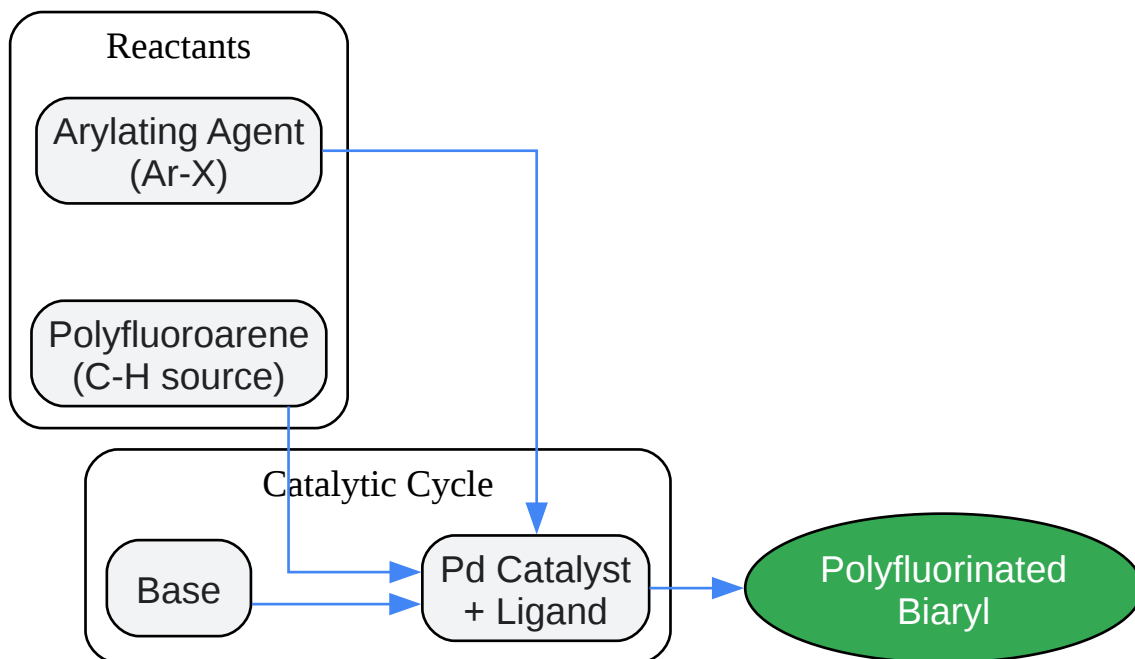 Reactants
Arylating Agent
(Ar-X)
Polyfluoroarene
(C-H source)
Catalytic Cycle
Base
Pd Catalyst
+ Ligand
Polyfluorinated
Biaryl